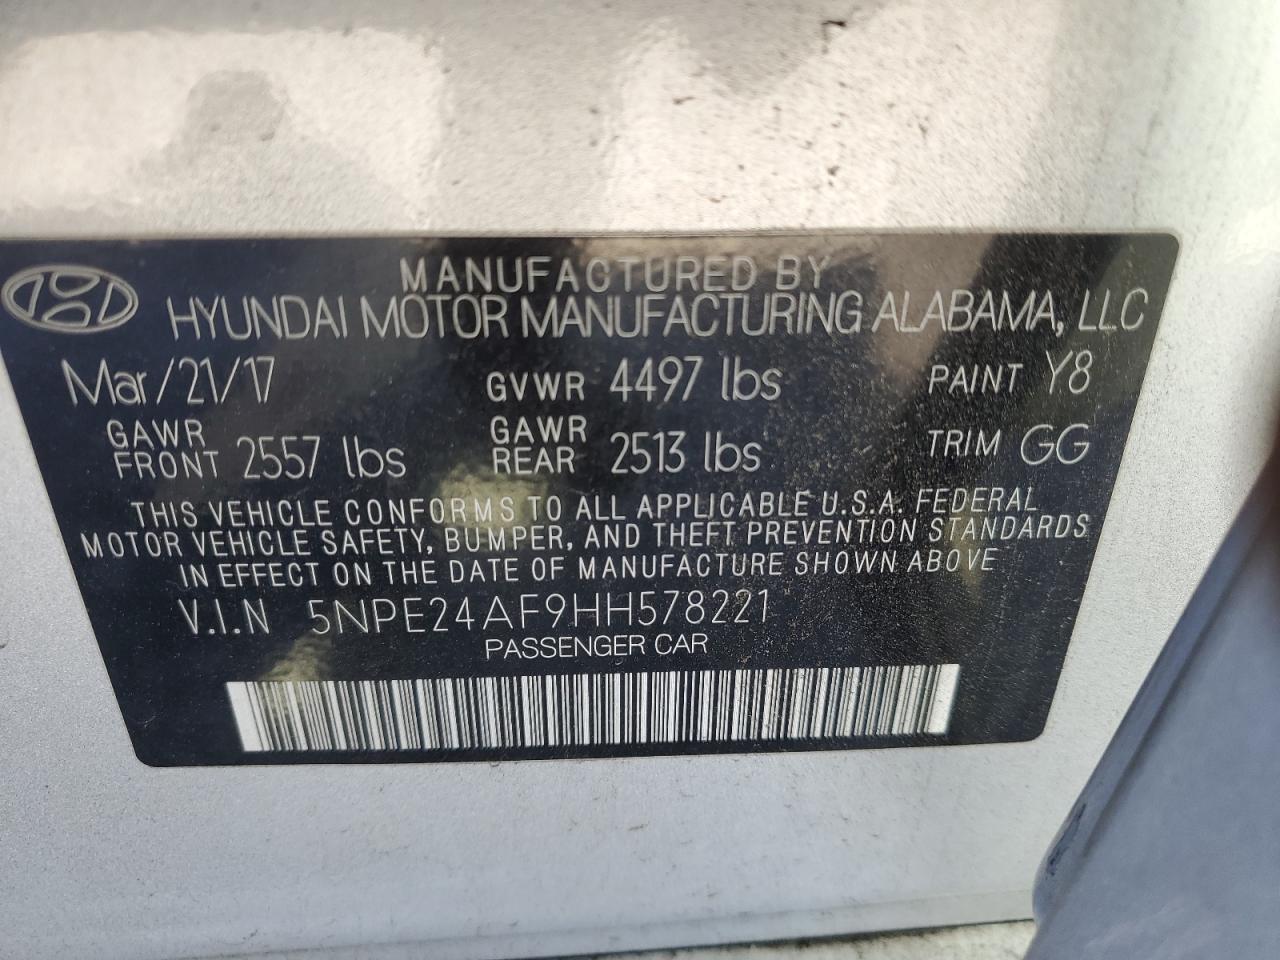 MANUFACTURED BY
HYUNDAI MOTOR MANUFACTURING ALABAMA, LLC
Mar/21/17 GVWR 4497 lbs PAINT Y8
GAWR FRONT 2557 lbs GAWR REAR 2513 lbs TRIM GG
THIS VEHICLE CONFORMS TO ALL APPLICABLE U.S.A. FEDERAL
MOTOR VEHICLE SAFETY, BUMPER, AND THEFT PREVENTION STANDARDS
IN EFFECT ON THE DATE OF MANUFACTURE SHOWN ABOVE
V.I.N 5NPE24AF9HH578221
PASSENGER CAR